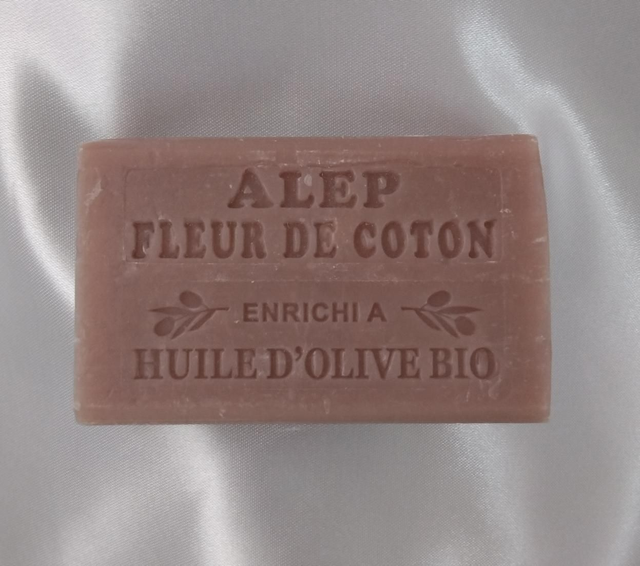 ALEP
FLEUR DE COTON
ENRICHI A
HUILE D'OLIVE BIO